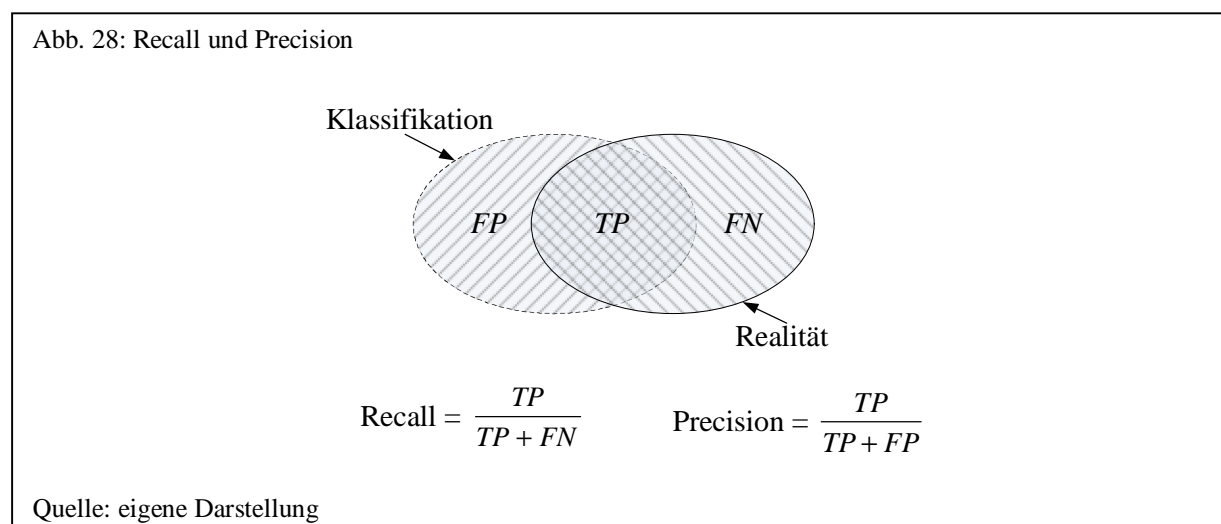 Abb. 28: Recall und Precision
Klassifikation
FP TP FN
Realität
Recall = TP / (TP + FN) Precision = TP / (TP + FP)
Quelle: eigene Darstellung